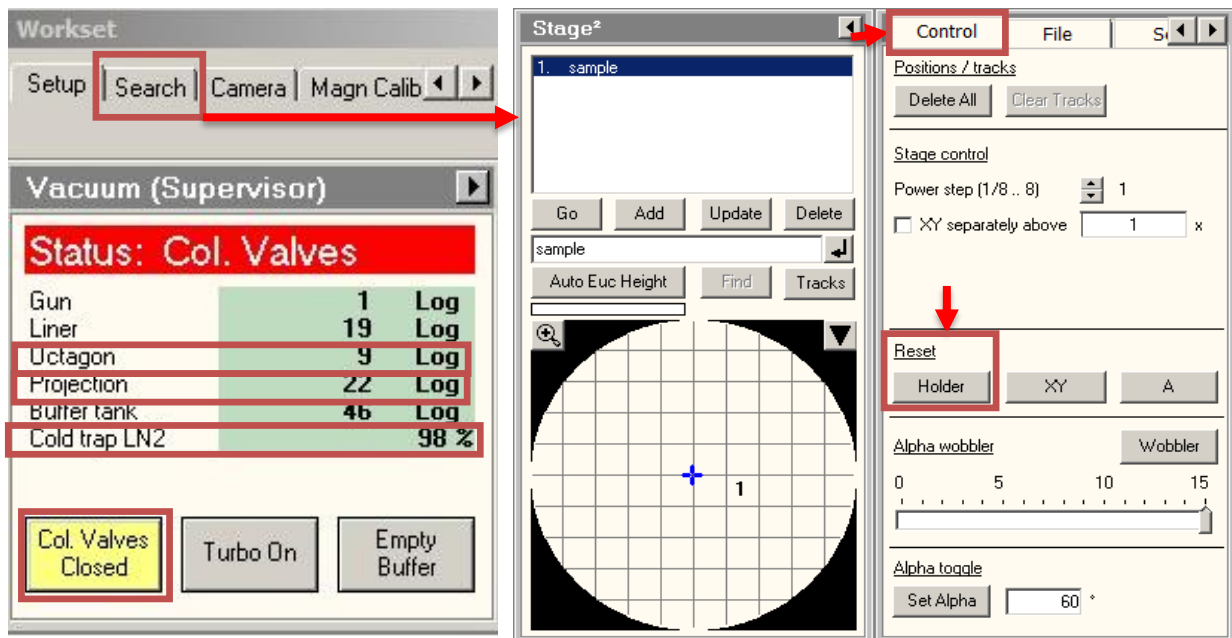 Workset
Setup Search Camera Magn Calib
Vacuum (Supervisor)
Status: Col. Valves
Gun 1 Log
Liner 19 Log
Octagon 9 Log
Projection 22 Log
Buffer tank 46 Log
Cold trap LN2 98 %
Col. Valves Closed
Turbo On
Empty Buffer
Stage²
1. sample
Go Add Update Delete
sample
Auto Euc Height Find Tracks
1
Control File
Positions / tracks
Delete All Clear Tracks
Stage control
Power step (1/8 .. 8) 1
XY separately above 1 x
Reset
Holder XY A
Alpha wobbler Wobbler
0 5 10 15
Alpha toggle
Set Alpha 60 °